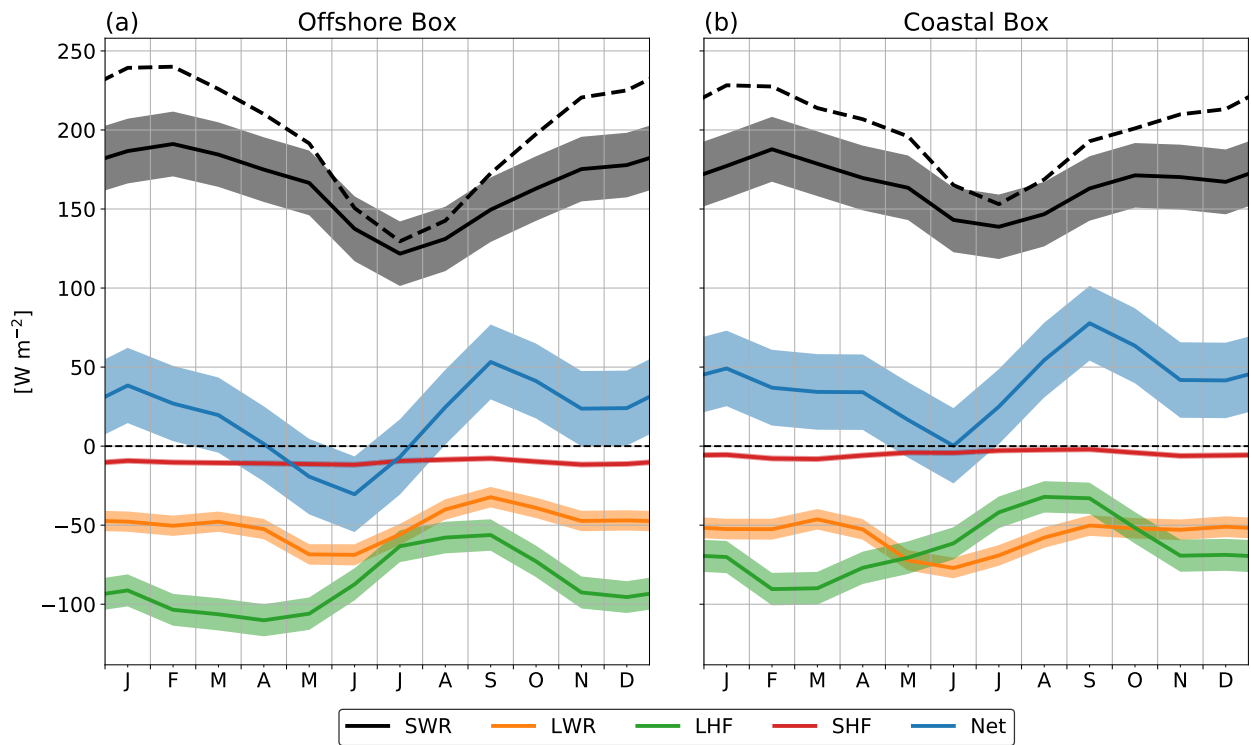 (a) Offshore Box
(b) Coastal Box
[W m⁻²]
250
200
150
100
50
0
−50
−100
J F M A M J J A S O N D
J F M A M J J A S O N D
SWR LWR LHF SHF Net